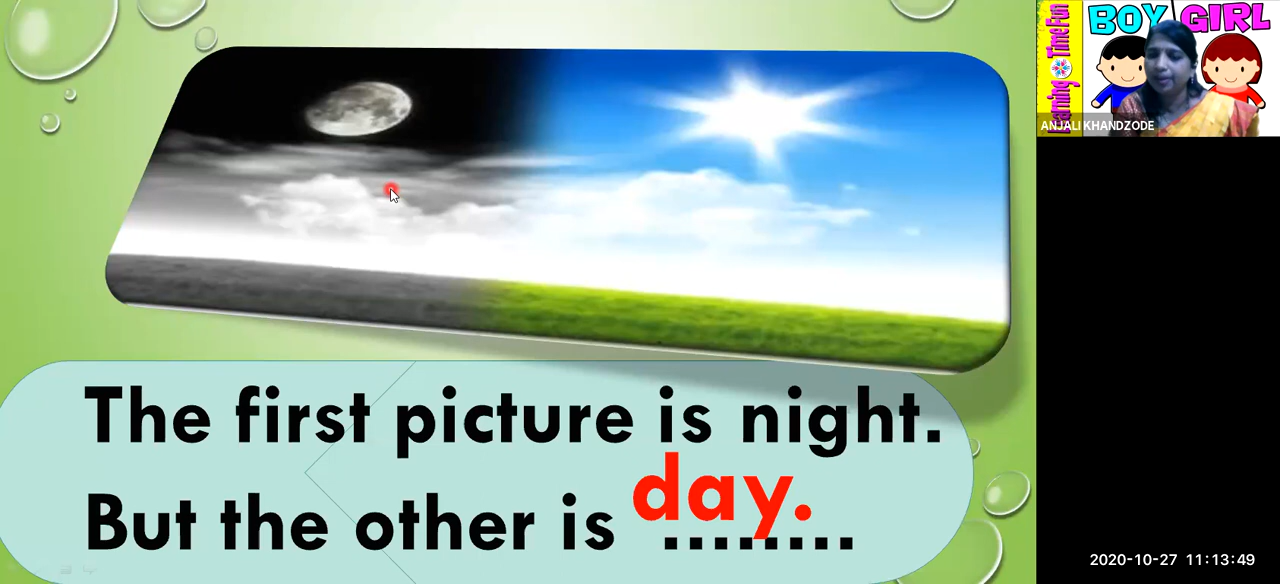 The first picture is night.
But the other is ........
day.
BOY GIRL
Learning Time Fun
ANJALI KHANDZODE
2020-10-27 11:13:49